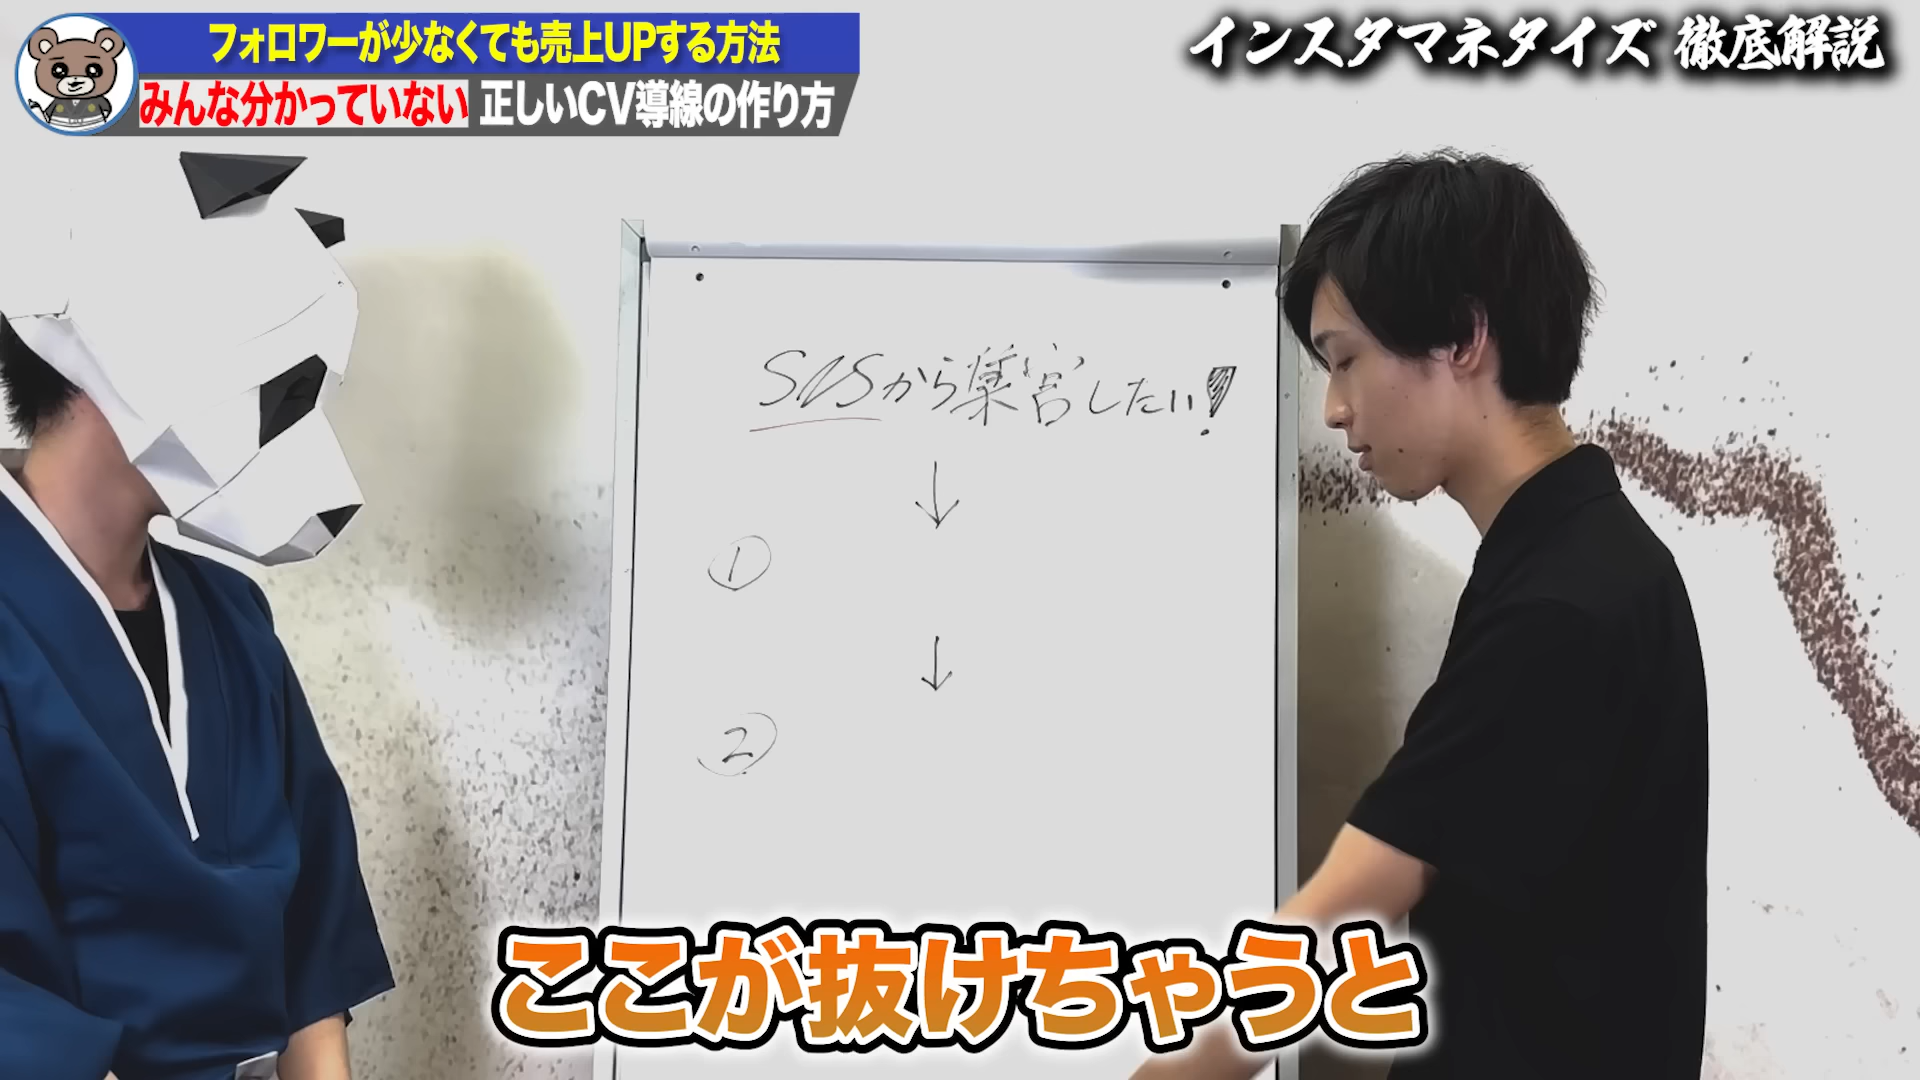 フォロワーが少なくても売上UPする方法
みんな分かっていない 正しいCV導線の作り方
インスタマネタイズ 徹底解説
SNSから集客したい!
↓
①
↓
②
ここが抜けちゃうと